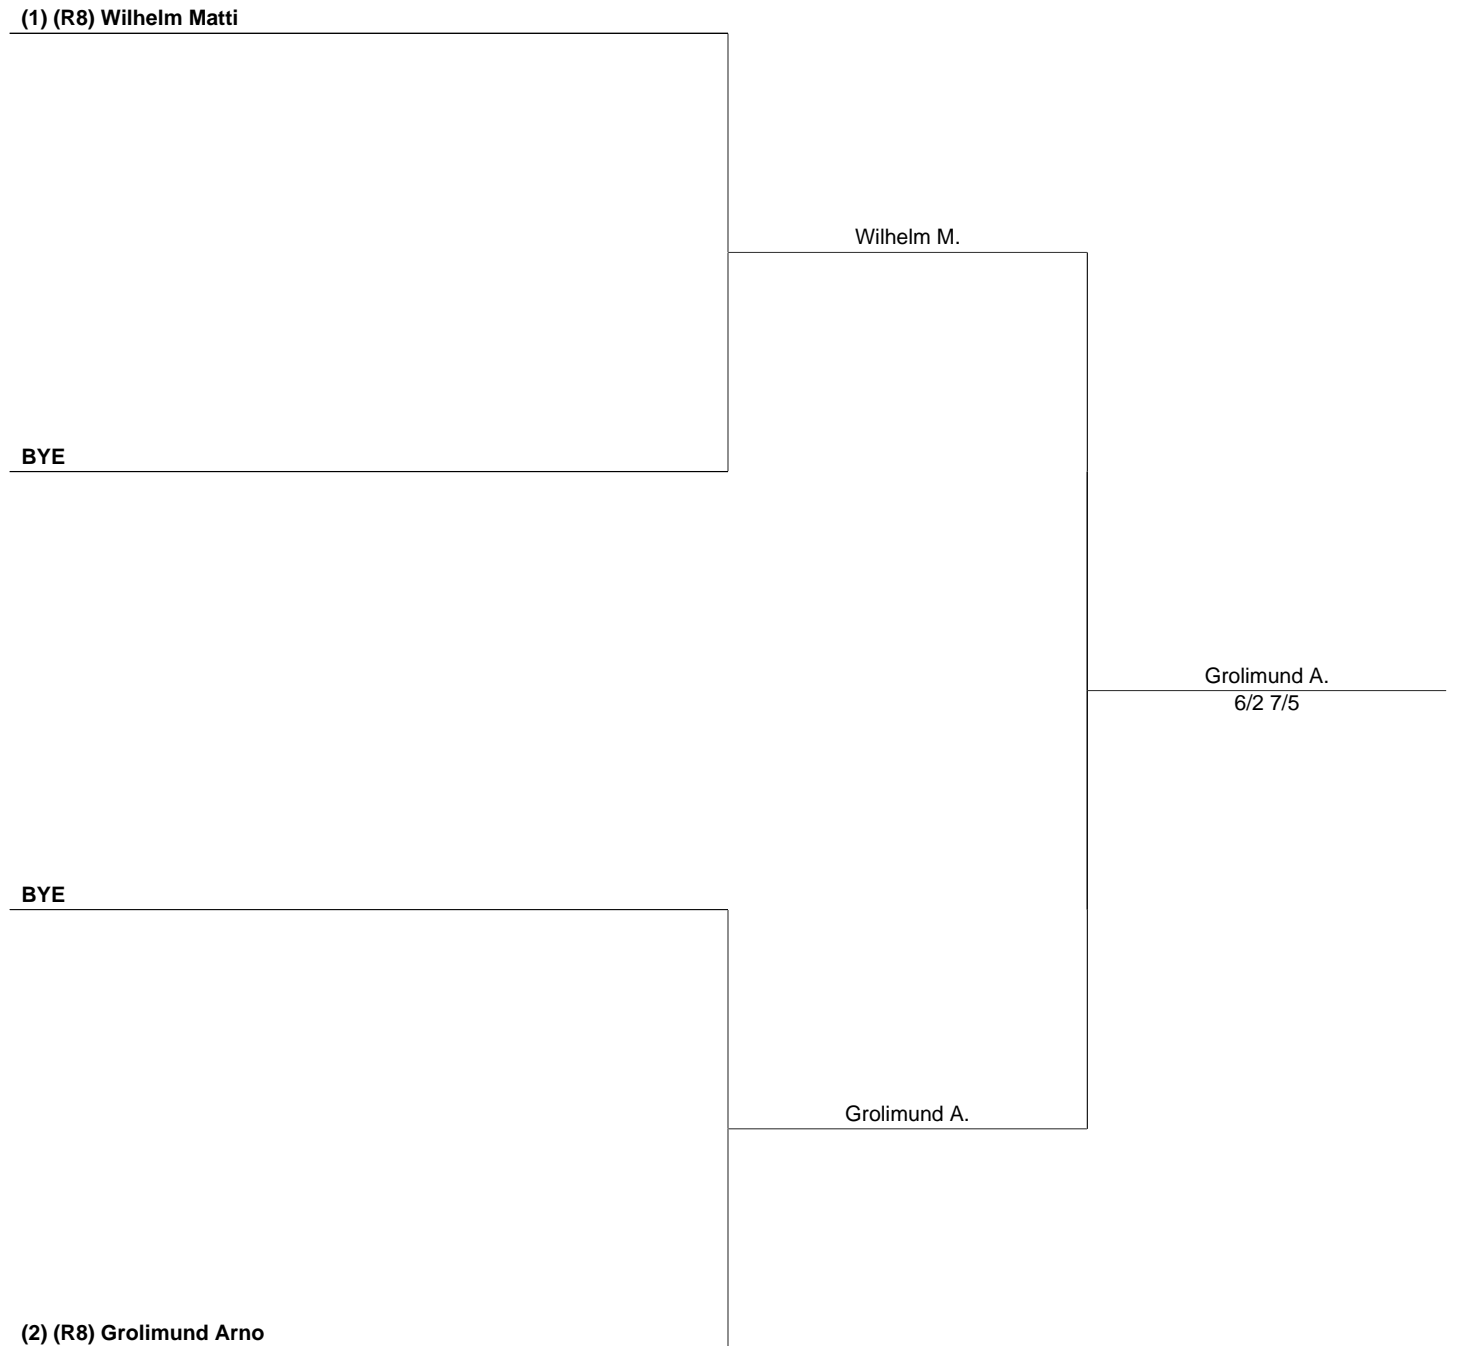 (1) (R8) Wilhelm Matti
Wilhelm M.
BYE
Grolimund A.
6/2 7/5
BYE
Grolimund A.
(2) (R8) Grolimund Arno